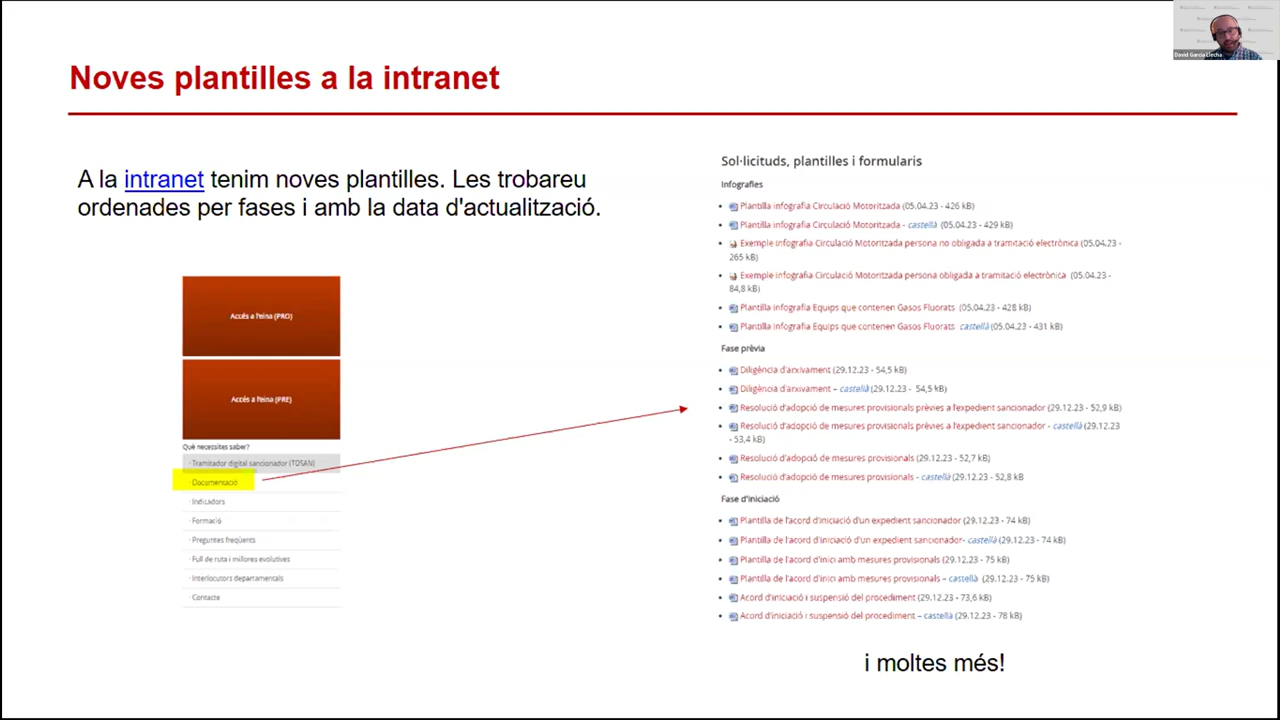 David Garcia Llecha
Noves plantilles a la intranet
A la intranet tenim noves plantilles. Les trobareu
ordenades per fases i amb la data d'actualització.
Accés a l'eina (PRO)
Accés a l'eina (PRE)
Què necessites saber?
· Tramitador digital sancionador (TDSAN)
· Documentació
· Indicadors
· Formació
· Preguntes freqüents
· Full de ruta i millores evolutives
· Interlocutors departamentals
· Contacte
Sol·licituds, plantilles i formularis
Infografies
• Plantilla infografia Circulació Motoritzada (05.04.23 - 426 kB)
• Plantilla infografia Circulació Motoritzada - castellà (05.04.23 - 429 kB)
• Exemple infografia Circulació Motoritzada persona no obligada a tramitació electrònica (05.04.23 -
265 kB)
• Exemple infografia Circulació Motoritzada persona obligada a tramitació electrònica (05.04.23 -
84,8 kB)
• Plantilla infografia Equips que contenen Gasos Fluorats (05.04.23 - 428 kB)
• Plantilla infografia Equips que contenen Gasos Fluorats castellà (05.04.23 - 431 kB)
Fase prèvia
• Diligència d'arxivament (29.12.23 - 54,5 kB)
• Diligència d'arxivament – castellà (29.12.23 - 54,5 kB)
• Resolució d'adopció de mesures provisionals prèvies a l'expedient sancionador (29.12.23 - 52,9 kB)
• Resolució d'adopció de mesures provisionals prèvies a l'expedient sancionador - castellà (29.12.23
- 53,4 kB)
• Resolució d'adopció de mesures provisionals (29.12.23 - 52,7 kB)
• Resolució d'adopció de mesures provisionals - castellà (29.12.23 - 52,8 kB
Fase d'iniciació
• Plantilla de l'acord d'iniciació d'un expedient sancionador (29.12.23 - 74 kB)
• Plantilla de l'acord d'iniciació d'un expedient sancionador- castellà (29.12.23 - 74 kB)
• Plantilla de l'acord d'inici amb mesures provisionals (29.12.23 - 75 kB)
• Plantilla de l'acord d'inici amb mesures provisionals – castellà (29.12.23 - 75 kB)
• Acord d'iniciació i suspensió del procediment (29.12.23 - 73,6 kB)
• Acord d'iniciació i suspensió del procediment – castellà (29.12.23 - 78 kB)
i moltes més!